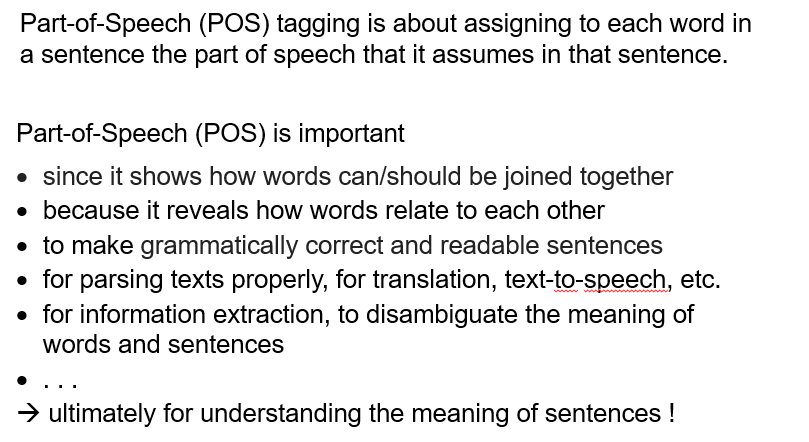 Part-of-Speech (POS) tagging is about assigning to each word in
a sentence the part of speech that it assumes in that sentence.
Part-of-Speech (POS) is important
• since it shows how words can/should be joined together
• because it reveals how words relate to each other
• to make grammatically correct and readable sentences
• for parsing texts properly, for translation, text-to-speech, etc.
• for information extraction, to disambiguate the meaning of
words and sentences
• . . .
→ ultimately for understanding the meaning of sentences !